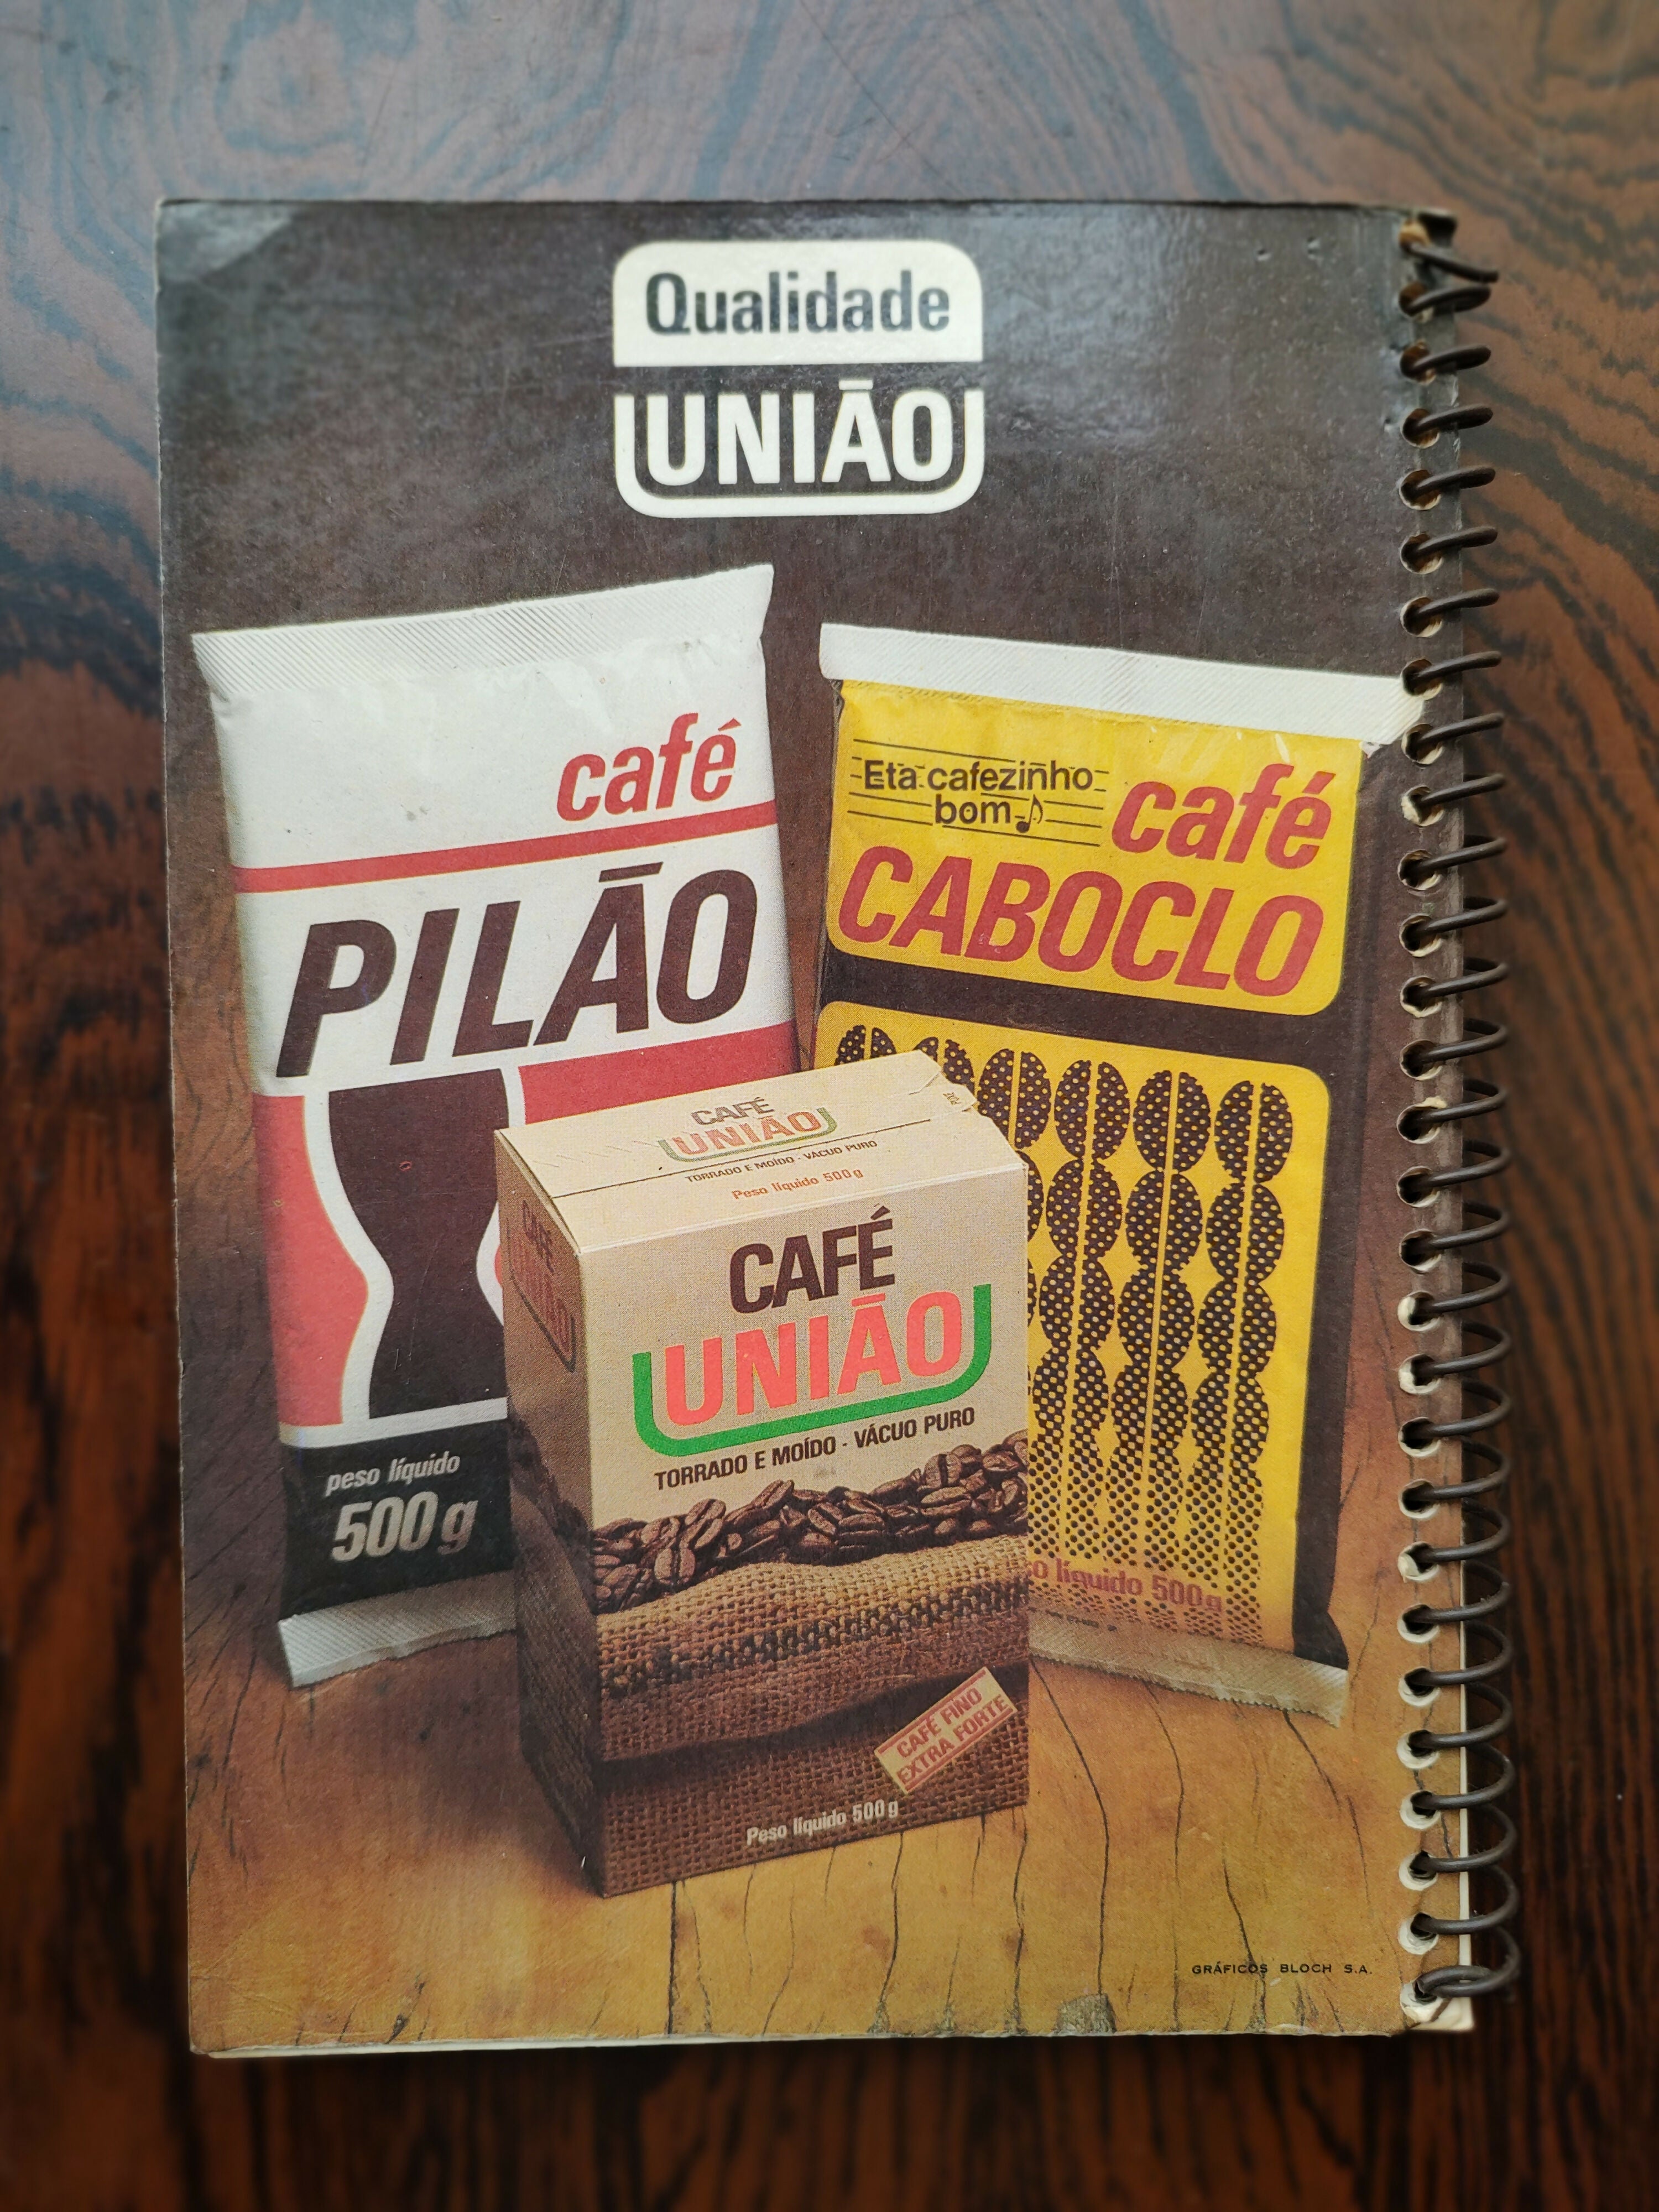 Qualidade
UNIÃO
café
PILÃO
peso líquido
500g
Eta cafezinho
bom
café
CABOCLO
líquido 500g
CAFÉ
UNIÃO
TORRADO E MOÍDO - VÁCUO PURO
Peso líquido 500g
CAFÉ
UNIÃO
CAFÉ
UNIÃO
TORRADO E MOÍDO - VÁCUO PURO
CAFÉ FINO
EXTRA FORTE
Peso líquido 500g
GRÁFICOS BLOCH S.A.